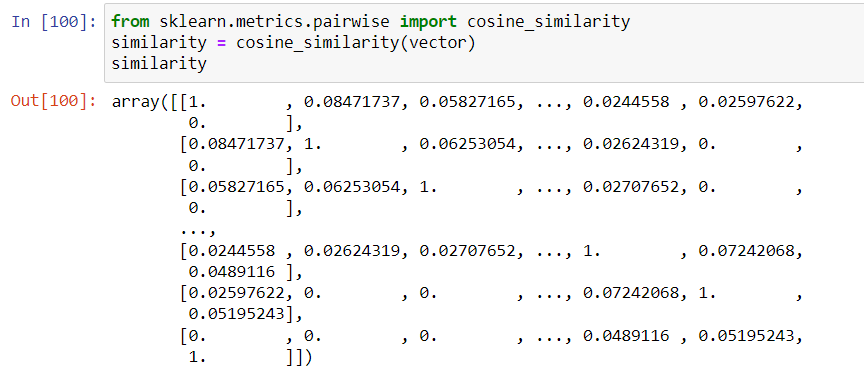 In [100]: from sklearn.metrics.pairwise import cosine_similarity
similarity = cosine_similarity(vector)
similarity
Out[100]: array([[1.        , 0.08471737, 0.05827165, ..., 0.0244558 , 0.02597622,
        0.        ],
       [0.08471737, 1.        , 0.06253054, ..., 0.02624319, 0.        ,
        0.        ],
       [0.05827165, 0.06253054, 1.        , ..., 0.02707652, 0.        ,
        0.        ],
       ...,
       [0.0244558 , 0.02624319, 0.02707652, ..., 1.        , 0.07242068,
        0.0489116 ],
       [0.02597622, 0.        , 0.        , ..., 0.07242068, 1.        ,
        0.05195243],
       [0.        , 0.        , 0.        , ..., 0.0489116 , 0.05195243,
        1.        ]])